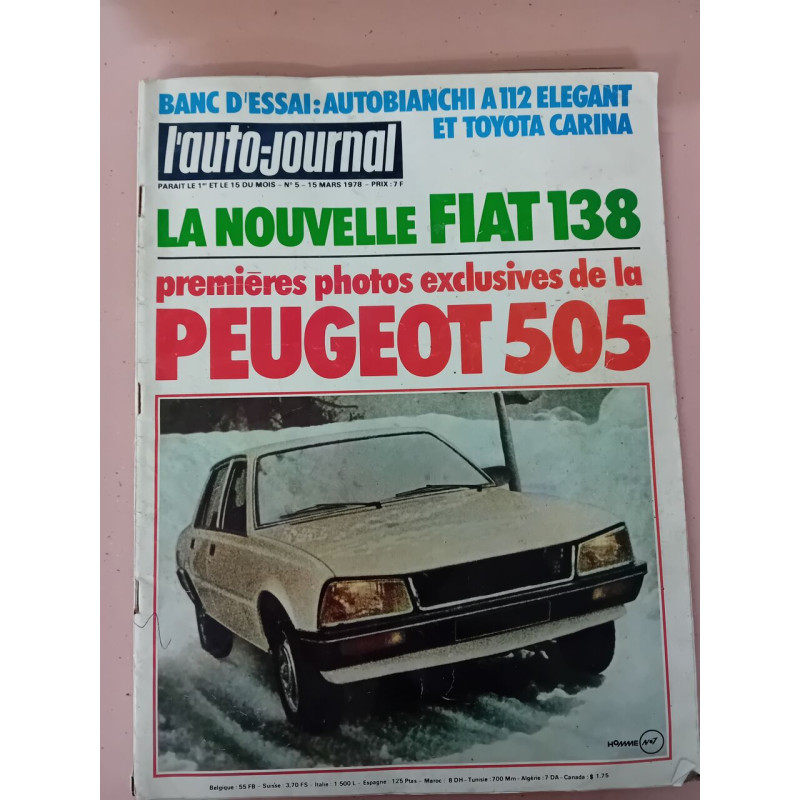 BANC D'ESSAI: AUTOBIANCHI A112 ELEGANT
ET TOYOTA CARINA
l'auto-journal
PARAIT LE 1er ET LE 15 DU MOIS - N° 5 - 15 MARS 1978 - PRIX : 7 F
LA NOUVELLE FIAT 138
premières photos exclusives de la
PEUGEOT 505
HOMME N°7
Belgique : 55 FB - Suisse : 3,70 FS - Italie : 1 500 L - Espagne : 125 Ptas - Maroc : 8 DH - Tunisie : 700 Mm - Algérie : 7 DA - Canada : $ 1.75